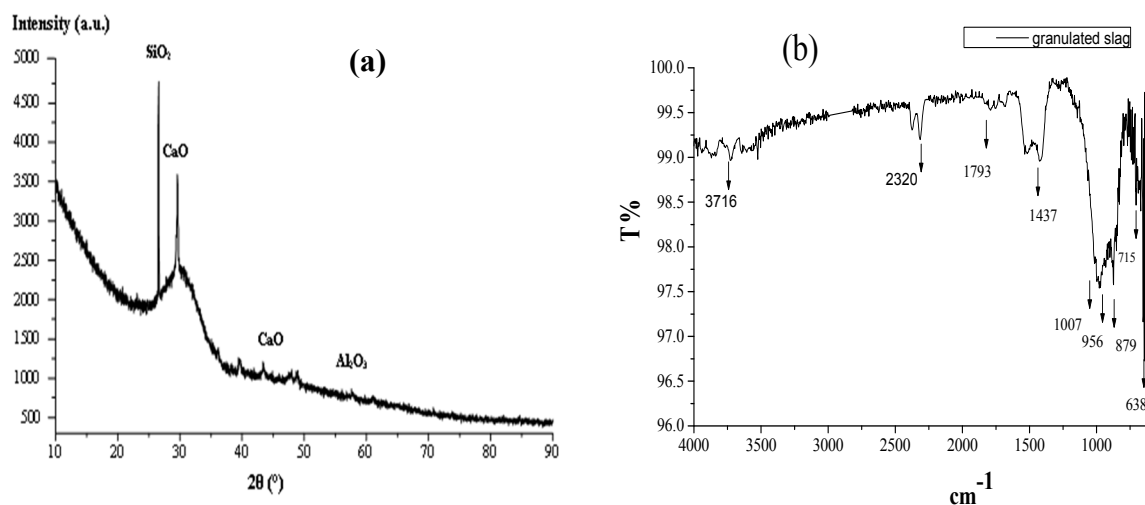 Intensity (a.u.)
(a)
SiO₂
CaO
CaO
Al₂O₃
5000
4500
4000
3500
3000
2500
2000
1500
1000
500
10 20 30 40 50 60 70 80 90
2θ (°)
(b)
granulated slag
100.0
99.5
99.0
98.5
98.0
97.5
97.0
96.5
96.0
T %
3716
2320
1793
1437
1007
956
879
715
638
4000 3500 3000 2500 2000 1500 1000
cm⁻¹